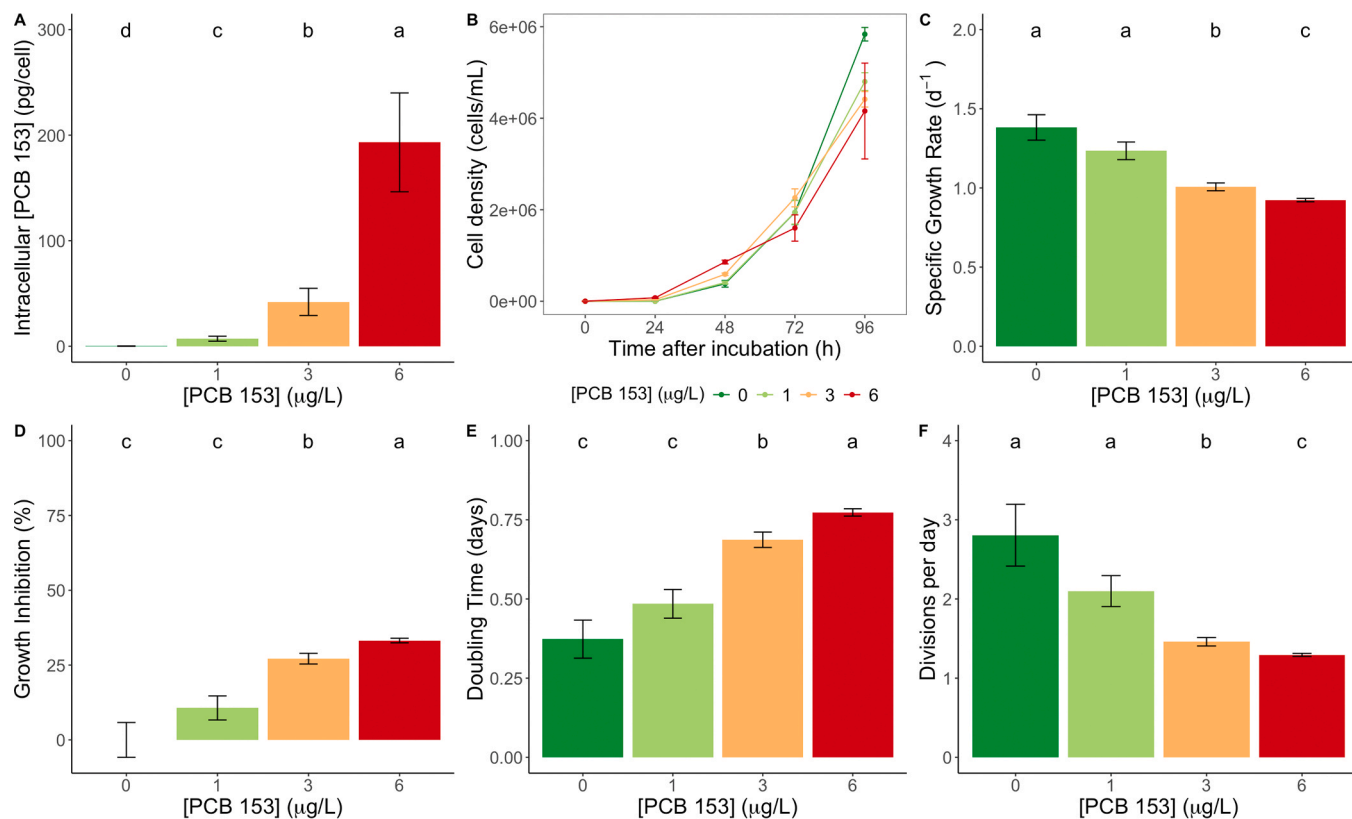 A
Intracellular [PCB 153] (pg/cell)
300
200
100
0
d c b a
0 1 3 6
[PCB 153] (μg/L)
B
Cell density (cells/mL)
6e+06
4e+06
2e+06
0e+00
0 24 48 72 96
Time after incubation (h)
[PCB 153] (μg/L) 0 1 3 6
C
Specific Growth Rate (d⁻¹)
2.0
1.5
1.0
0.5
0.0
a a b c
0 1 3 6
[PCB 153] (μg/L)
D
Growth Inhibition (%)
100
75
50
25
0
c c b a
0 1 3 6
[PCB 153] (μg/L)
E
Doubling Time (days)
1.00
0.75
0.50
0.25
0.00
c c b a
0 1 3 6
[PCB 153] (μg/L)
F
Divisions per day
4
3
2
1
0
a a b c
0 1 3 6
[PCB 153] (μg/L)